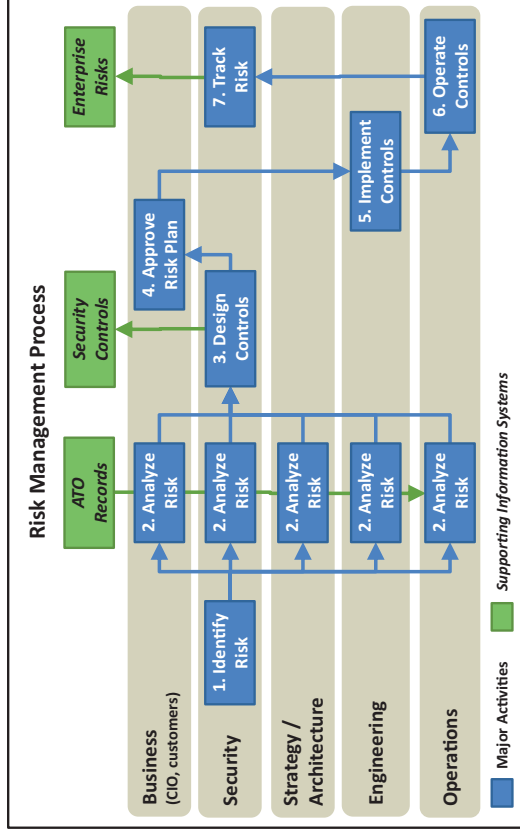 Risk Management Process
ATO
Records
Security
Controls
Enterprise
Risks
Business
(CIO, customers)
2. Analyze
Risk
4. Approve
Risk Plan
Security
1. Identify
Risk
2. Analyze
Risk
3. Design
Controls
7. Track
Risk
Strategy /
Architecture
2. Analyze
Risk
Engineering
2. Analyze
Risk
5. Implement
Controls
Operations
2. Analyze
Risk
6. Operate
Controls
Major Activities
Supporting Information Systems